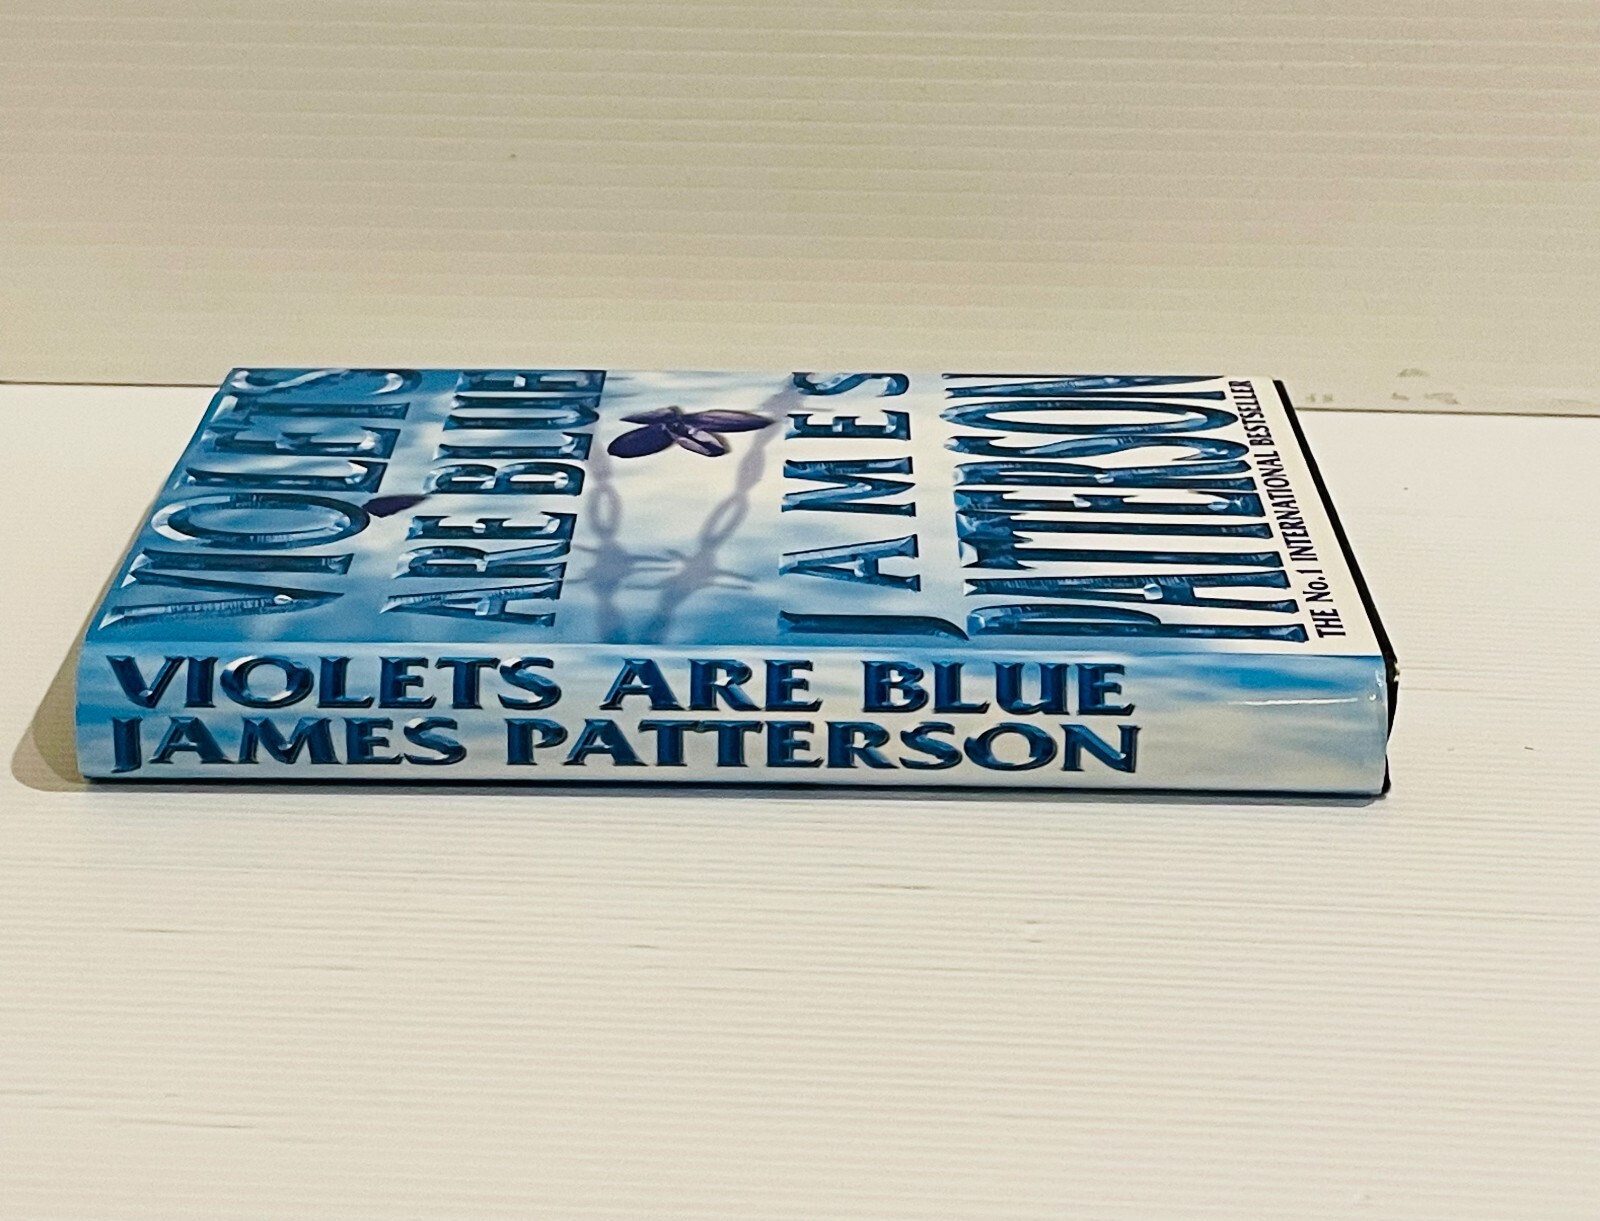 VIOLETS
ARE BLUE
JAMES
PATTERSON
THE No.1 INTERNATIONAL BESTSELLER
VIOLETS ARE BLUE
JAMES PATTERSON